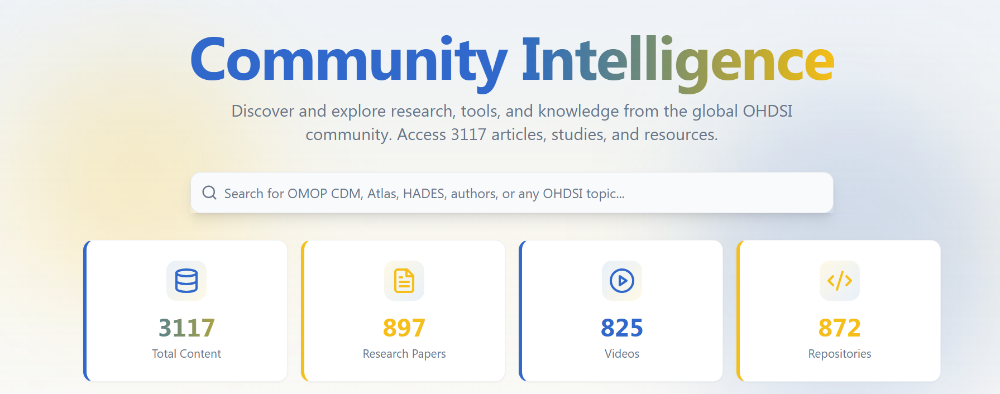 Community Intelligence
Discover and explore research, tools, and knowledge from the global OHDSI
community. Access 3117 articles, studies, and resources.
Search for OMOP CDM, Atlas, HADES, authors, or any OHDSI topic...
3117
Total Content
897
Research Papers
825
Videos
872
Repositories